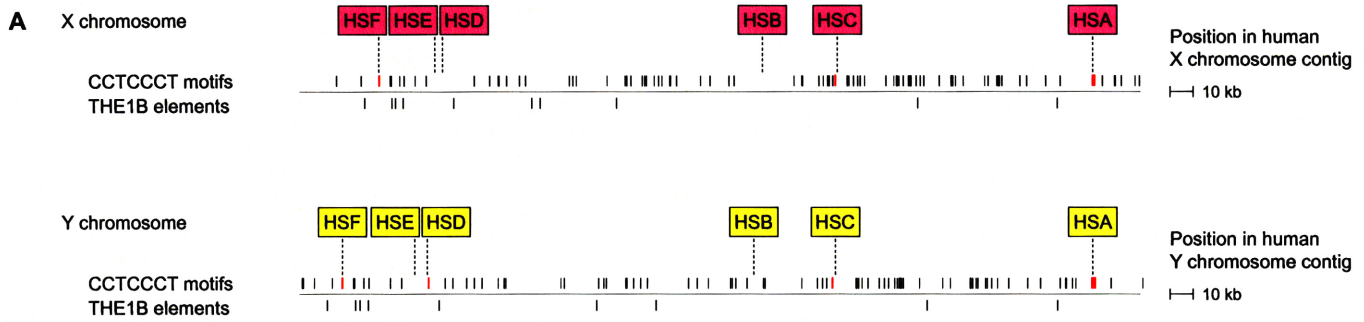 A
X chromosome
HSF HSE HSD HSB HSC HSA
Position in human
X chromosome contig
CCTCCCT motifs
10 kb
THE1B elements
Y chromosome
HSF HSE HSD HSB HSC HSA
Position in human
Y chromosome contig
CCTCCCT motifs
10 kb
THE1B elements